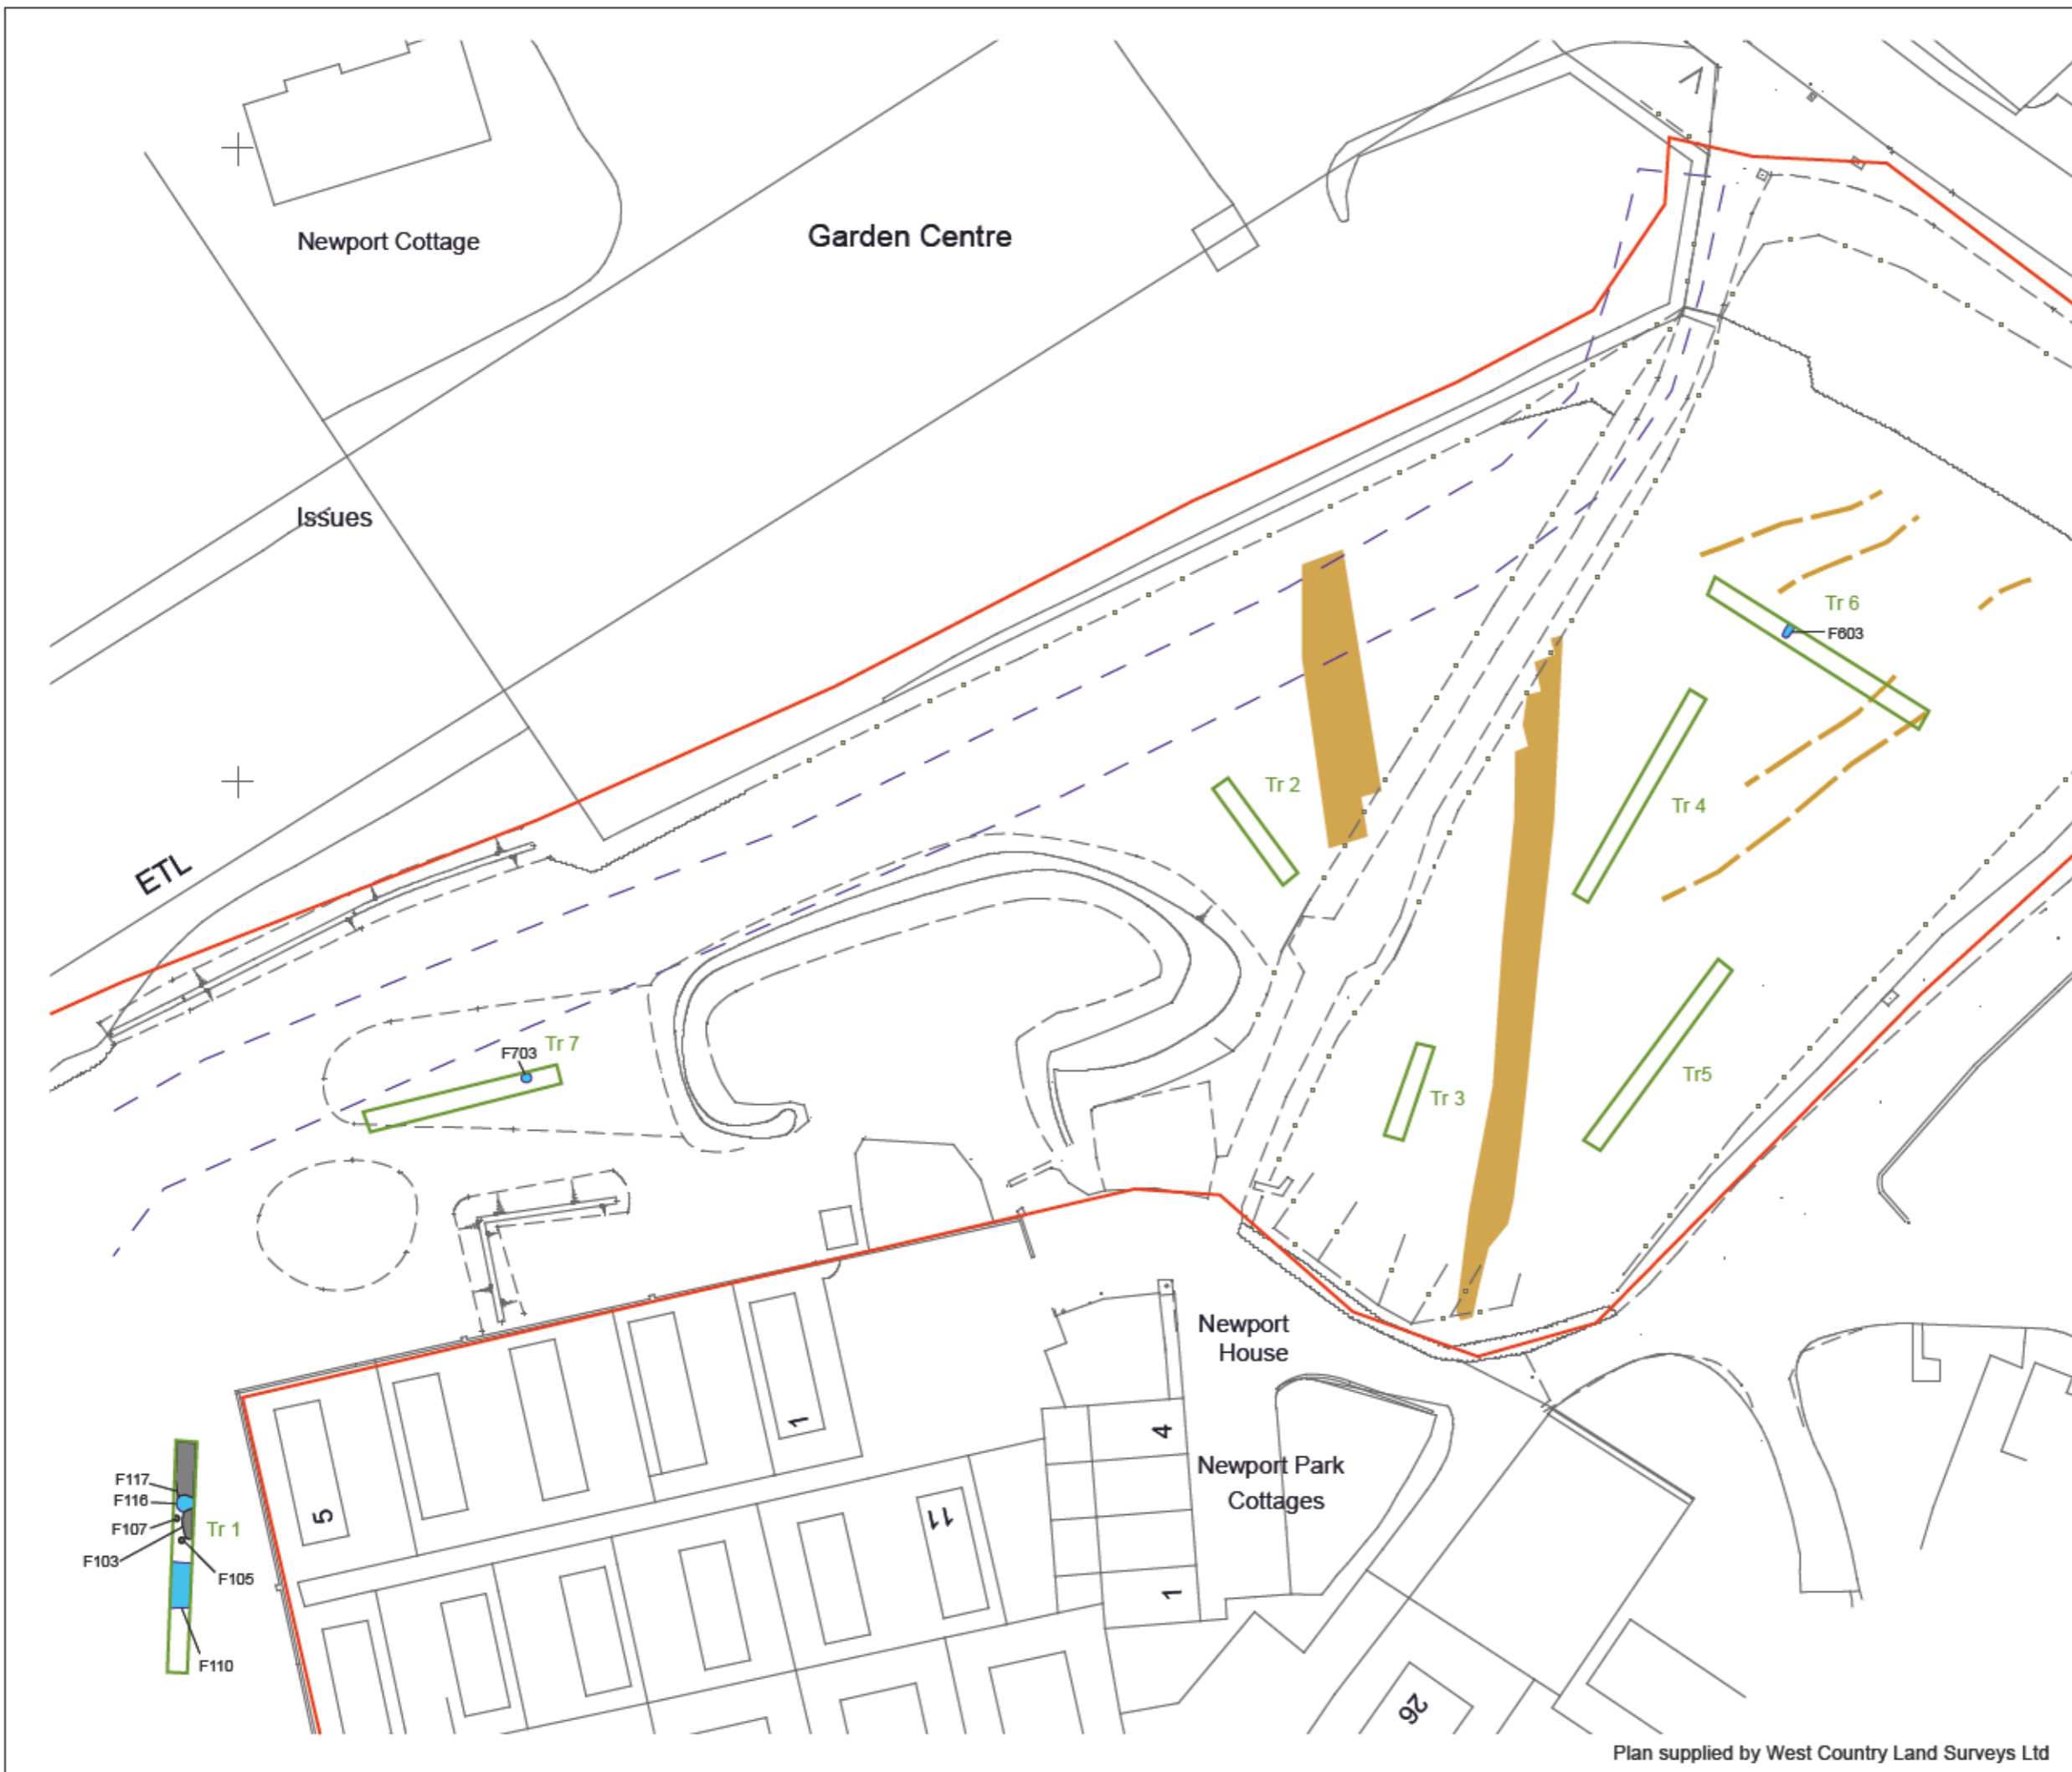 Newport Cottage
Garden Centre
Issues
Tr 6
F603
Tr 2
Tr 4
ETL
F703
Tr 7
Tr5
Tr 3
Newport
House
1
4
Newport Park
Cottages
5
11
1
F117
F116
F107
Tr 1
F103
F105
F110
26
Plan supplied by West Country Land Surveys Ltd